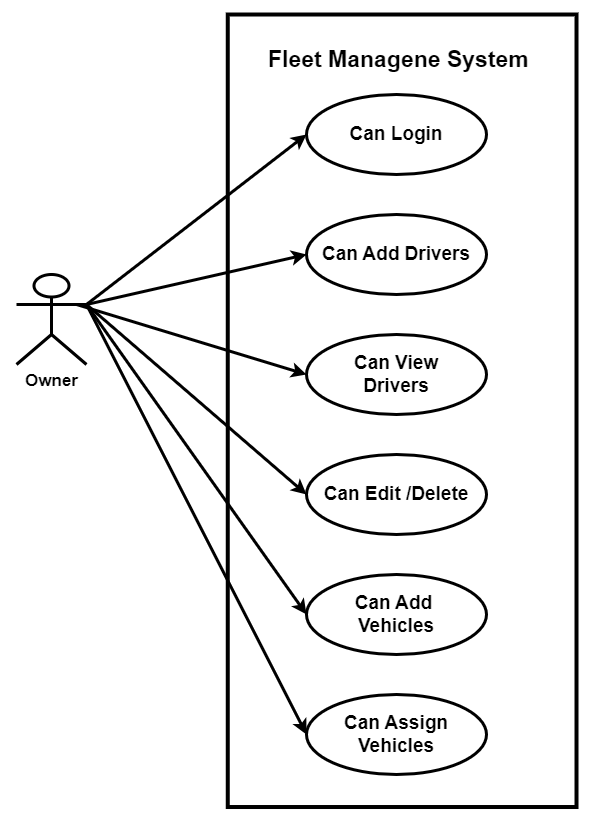 Fleet Managene System
Can Login
Can Add Drivers
Can View
Drivers
Owner
Can Edit /Delete
Can Add
Vehicles
Can Assign
Vehicles